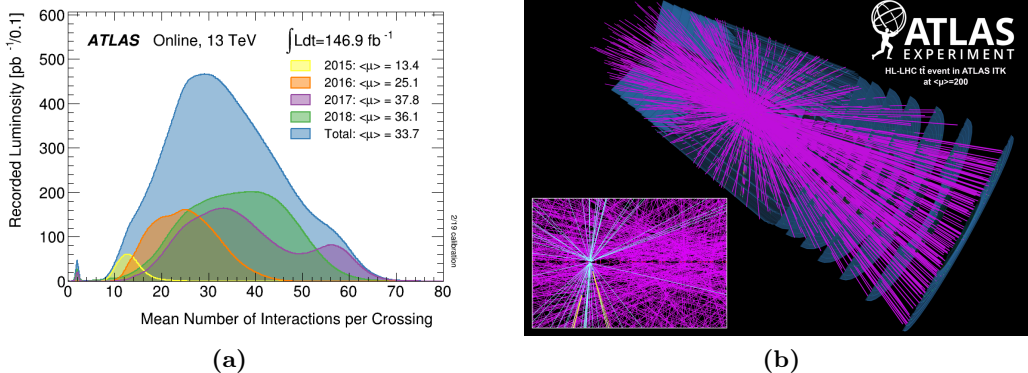 ATLAS Online, 13 TeV ∫Ldt=146.9 fb⁻¹
2015: <μ> = 13.4
2016: <μ> = 25.1
2017: <μ> = 37.8
2018: <μ> = 36.1
Total: <μ> = 33.7
Recorded Luminosity [pb⁻¹/0.1]
600
500
400
300
200
100
0
0 10 20 30 40 50 60 70 80
Mean Number of Interactions per Crossing
2/19 calibration
(a)
ATLAS
EXPERIMENT
HL-LHC tt̄ event in ATLAS ITK
at <μ>=200
(b)